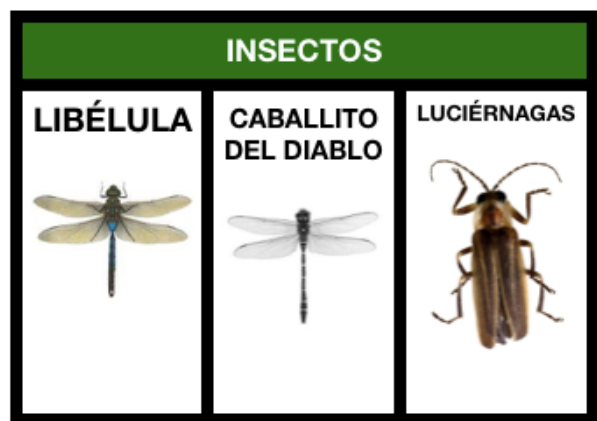 INSECTOS
LIBÉLULA
CABALLITO
DEL DIABLO
LUCIÉRNAGAS